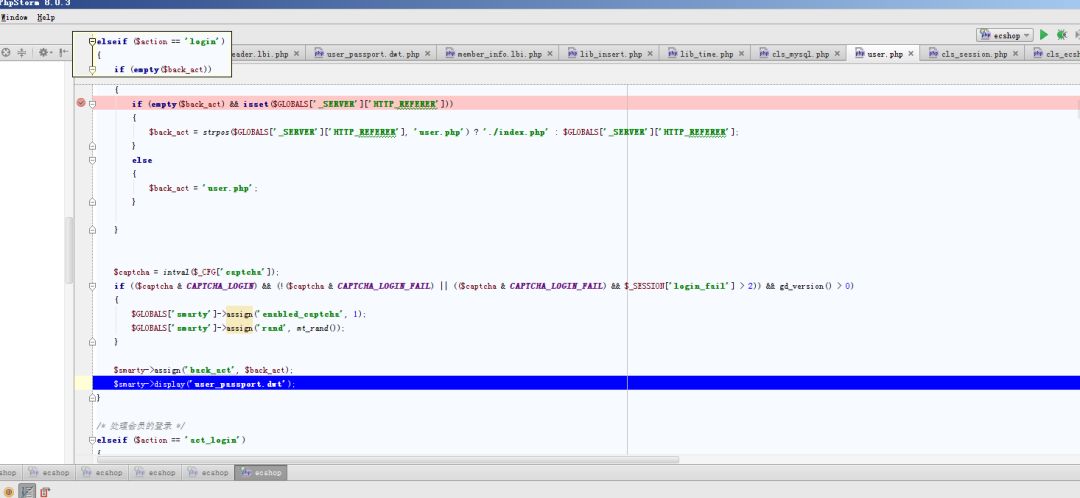 PhpStorm 8.0.3
Window Help
ecshop
elseif ($action == 'login')
{
if (empty($back_act))
eader.lbi.php user_passport.dwt.php member_info.lbi.php lib_insert.php lib_time.php cls_mysql.php user.php cls_session.php cls_ecsh
{
if (empty($back_act) && isset($GLOBALS['_SERVER']['HTTP_REFERER']))
{
$back_act = strpos($GLOBALS['_SERVER']['HTTP_REFERER'], 'user.php') ? './index.php' : $GLOBALS['_SERVER']['HTTP_REFERER'];
}
else
{
$back_act = 'user.php';
}
}
$captcha = intval($_CFG['captcha']);
if (($captcha & CAPTCHA_LOGIN) && (!($captcha & CAPTCHA_LOGIN_FAIL) || (($captcha & CAPTCHA_LOGIN_FAIL) && $_SESSION['login_fail'] > 2)) && gd_version() > 0)
{
$GLOBALS['smarty']->assign('enabled_captcha', 1);
$GLOBALS['smarty']->assign('rand', mt_rand());
}
$smarty->assign('back_act', $back_act);
$smarty->display('user_passport.dwt');
}
/* 处理会员的登录 */
elseif ($action == 'act_login')
{
shop ecshop ecshop ecshop ecshop ecshop